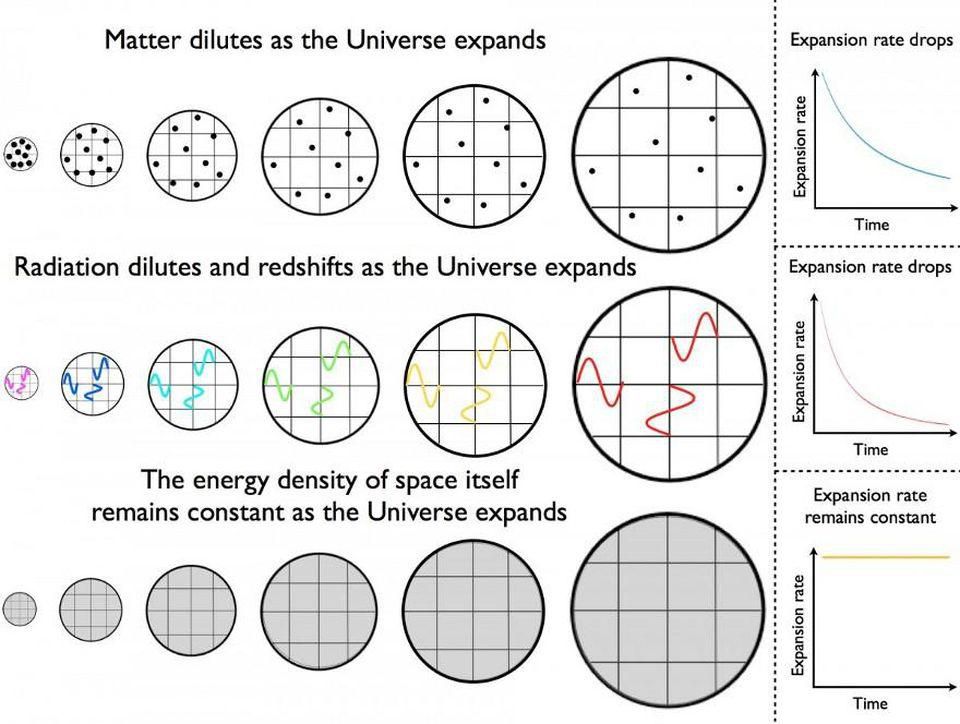 Matter dilutes as the Universe expands
Expansion rate drops
Expansion rate
Time
Radiation dilutes and redshifts as the Universe expands
Expansion rate drops
Expansion rate
Time
The energy density of space itself
remains constant as the Universe expands
Expansion rate
remains constant
Expansion rate
Time